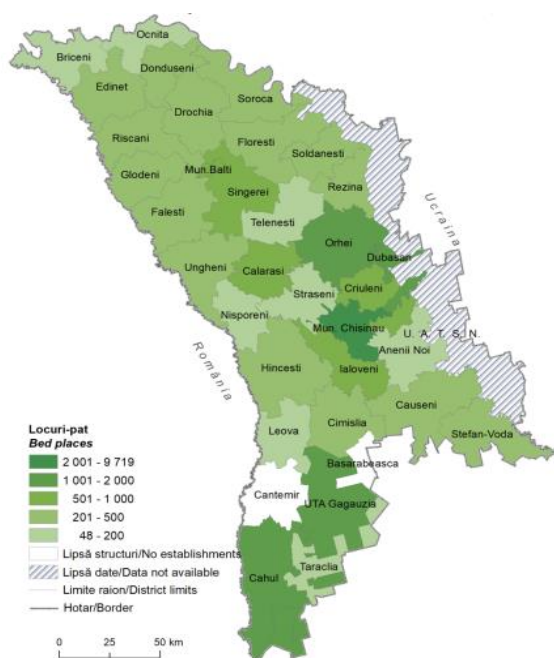 Ocnita
Briceni
Donduseni
Edinet
Soroca
Drochia
Riscani
Floresti
Soldanesti
Mun.Balti
Glodeni
Singerei
Rezina
Ucraina
Falesti
Telenesti
Orhei
Dubasari
Ungheni
Calarasi
Criuleni
Straseni
Nisporeni
Mun. Chisinau
U. A. T. S. N.
Anenii Noi
România
Ialoveni
Hincesti
Causeni
Cimislia
Stefan-Voda
Leova
Basarabeasca
Cantemir
UTA Gagauzia
Cahul
Taraclia
Locuri-pat
Bed places
2 001 - 9 719
1 001 - 2 000
501 - 1 000
201 - 500
48 - 200
Lipsă structuri/No establishments
Lipsă date/Data not available
Limite raion/District limits
Hotar/Border
0 25 50 km